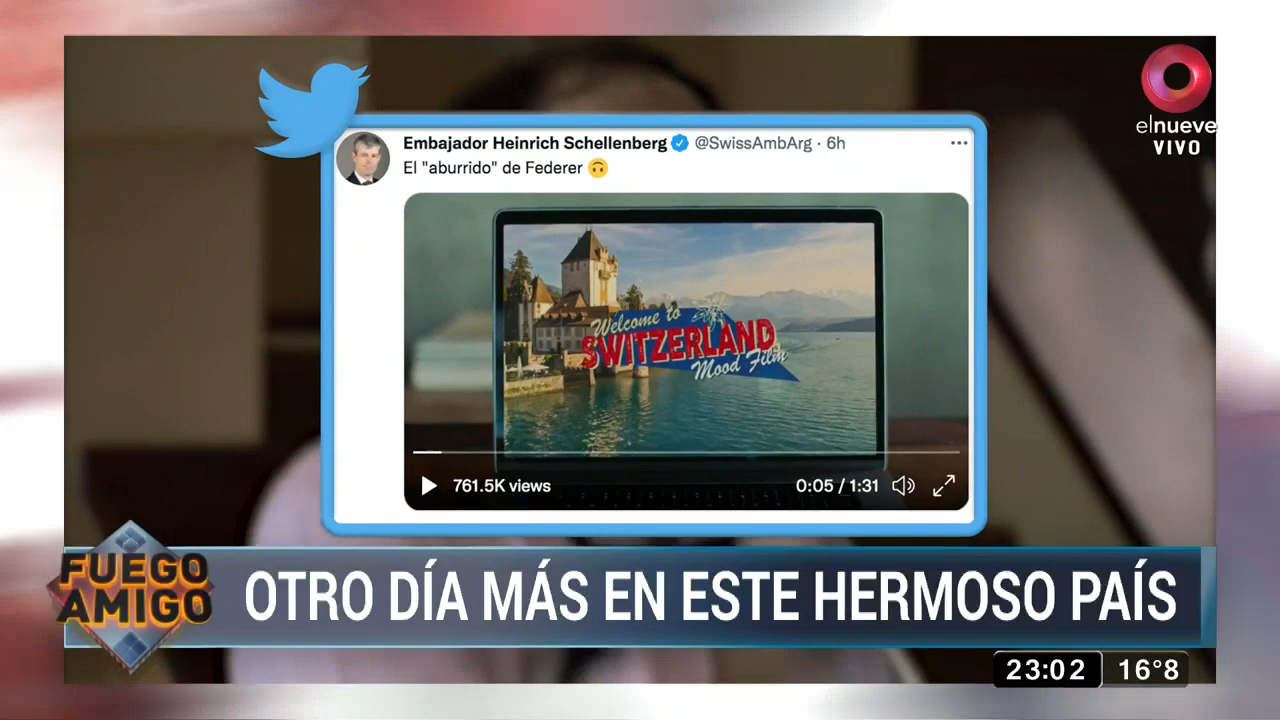 elnueve
VIVO
Embajador Heinrich Schellenberg @SwissAmbArg · 6h
El "aburrido" de Federer 🙃
Welcome to
SWITZERLAND
Mood Film
761.5K views
0:05 / 1:31
FUEGO
AMIGO
OTRO DÍA MÁS EN ESTE HERMOSO PAÍS
23:02
16°8